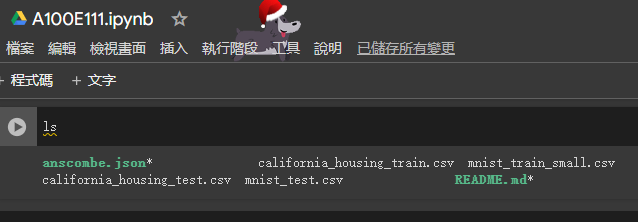 A100E111.ipynb
檔案 編輯 檢視畫面 插入 執行階段 工具 說明 已儲存所有變更
+ 程式碼 + 文字
ls
anscombe.json* california_housing_train.csv mnist_train_small.csv
california_housing_test.csv mnist_test.csv README.md*